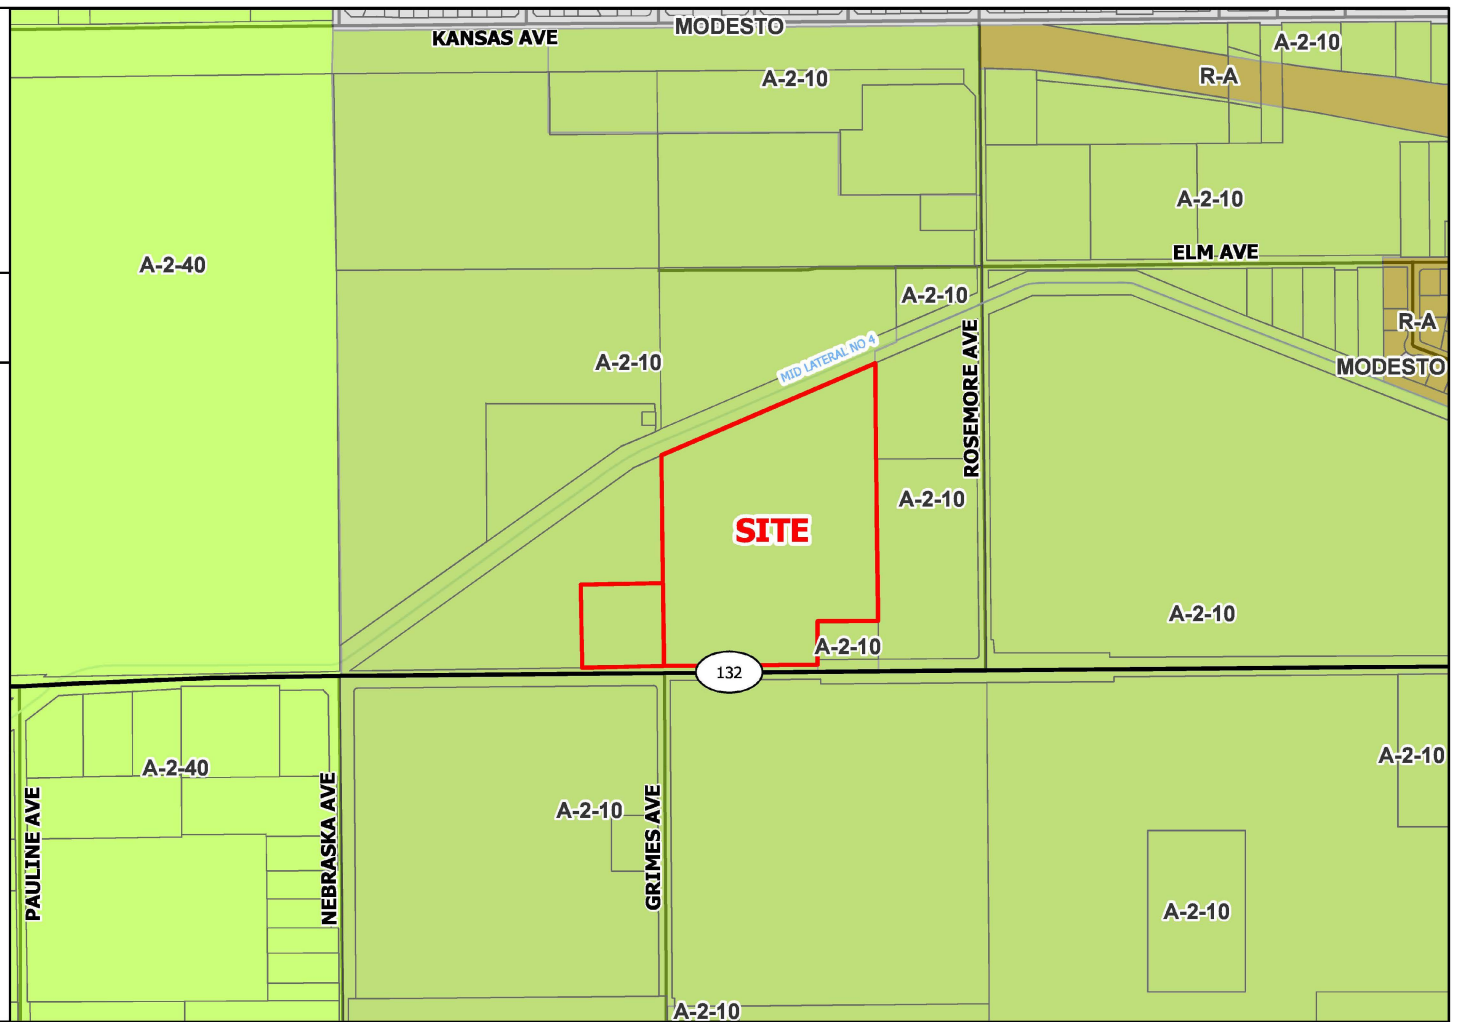 MODESTO
KANSAS AVE
A-2-10
A-2-10
R-A
A-2-10
A-2-40
ELM AVE
A-2-10
R-A
MID LATERAL NO 4
A-2-10
MODESTO
ROSEMORE AVE
A-2-10
SITE
A-2-10
A-2-10
132
A-2-40
A-2-10
PAULINE AVE
NEBRASKA AVE
A-2-10
GRIMES AVE
A-2-10
A-2-10